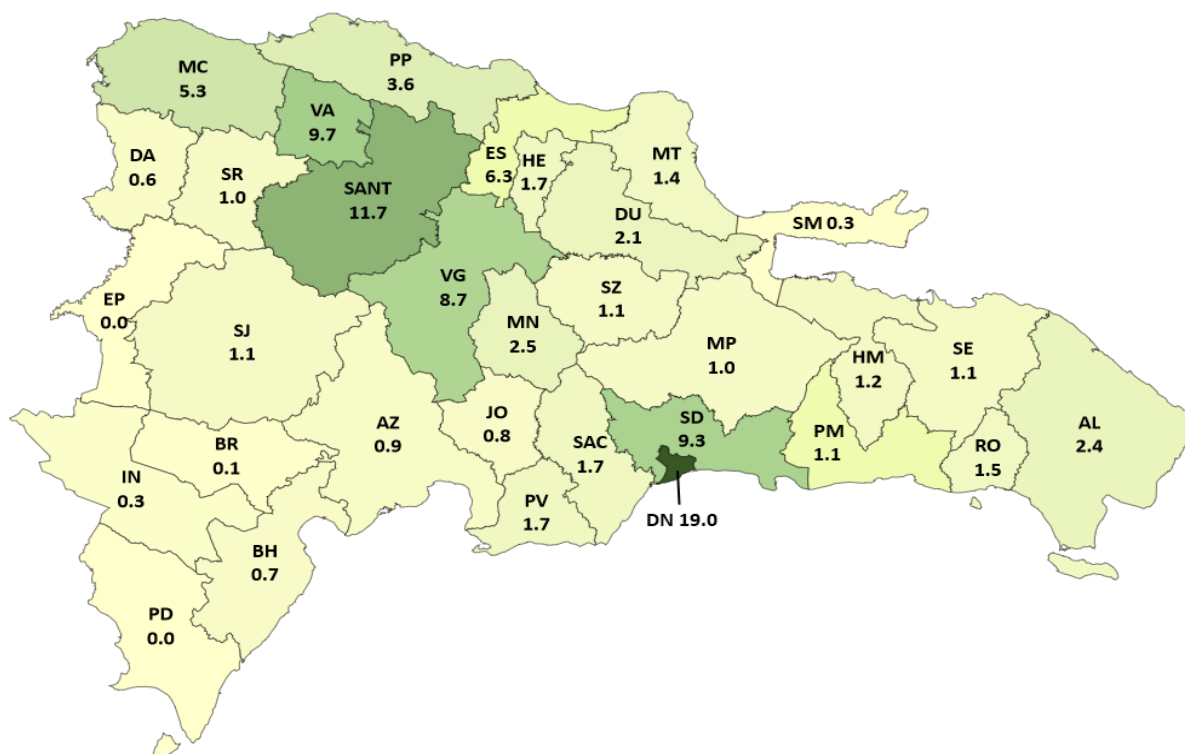 PP
3.6
MC
5.3
VA
9.7
DA
0.6
SR
1.0
SANT
11.7
ES
6.3
HE
1.7
MT
1.4
DU
2.1
SM 0.3
EP
0.0
SJ
1.1
VG
8.7
MN
2.5
SZ
1.1
MP
1.0
HM
1.2
SE
1.1
AL
2.4
AZ
0.9
JO
0.8
SAC
1.7
SD
9.3
PM
1.1
RO
1.5
BR
0.1
IN
0.3
PV
1.7
DN 19.0
BH
0.7
PD
0.0